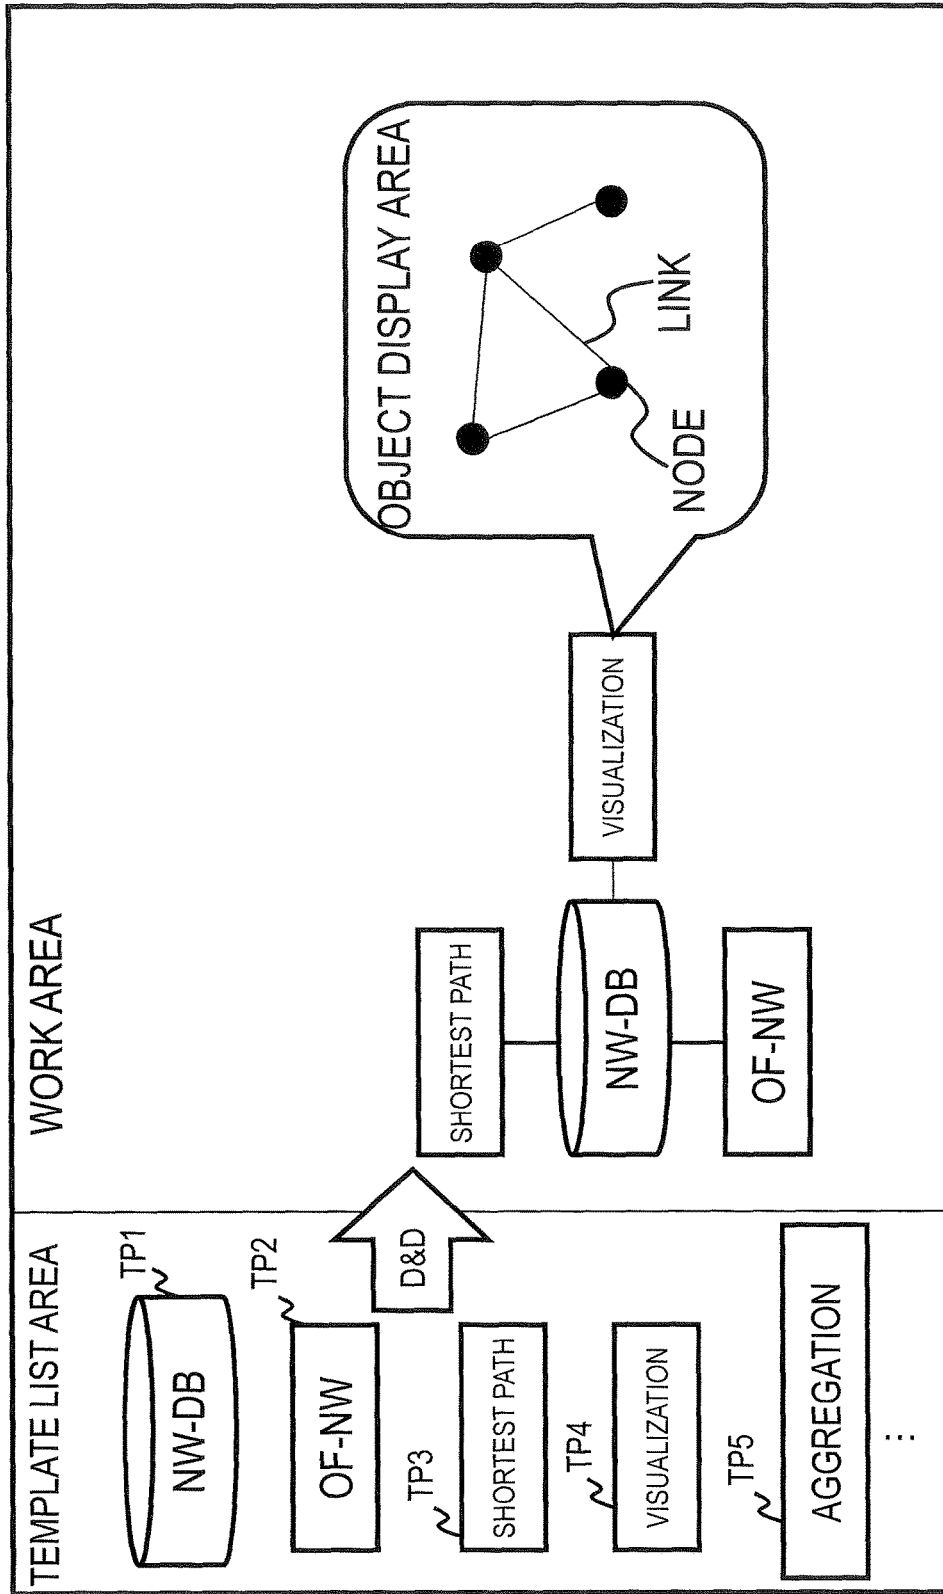 TEMPLATE LIST AREA
TP1
NW-DB
TP2
OF-NW
TP3
SHORTEST PATH
TP4
VISUALIZATION
TP5
AGGREGATION
...
D&D
WORK AREA
SHORTEST PATH
NW-DB
OF-NW
VISUALIZATION
OBJECT DISPLAY AREA
NODE
LINK